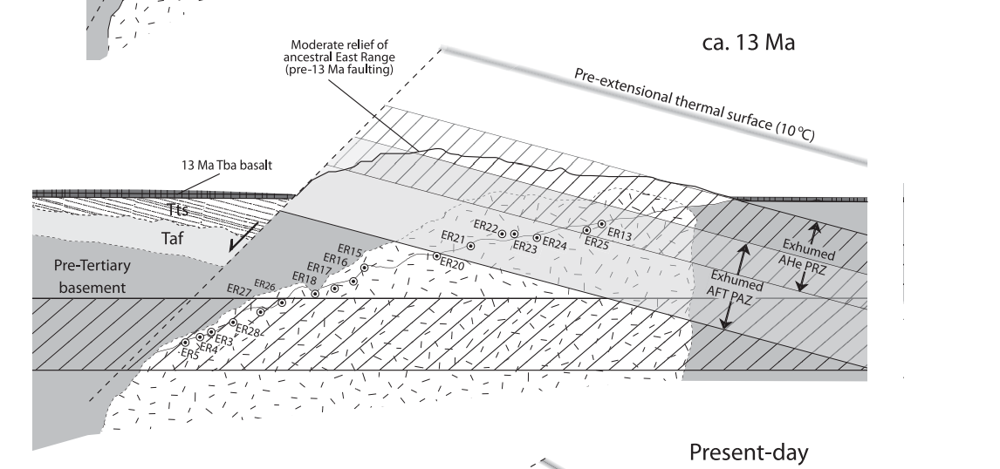 ca. 13 Ma
Moderate relief of
ancestral East Range
(pre-13 Ma faulting)
Pre-extensional thermal surface (10°C)
13 Ma Tba basalt
Tts
Taf
Pre-Tertiary
basement
ER22
ER13
ER21
ER23
ER24
ER25
ER15
ER16
ER17
ER18
ER20
ER27
ER26
ER28
ER3
ER4
ER5
Exhumed
AHe PRZ
Exhumed
AFT PAZ
Present-day